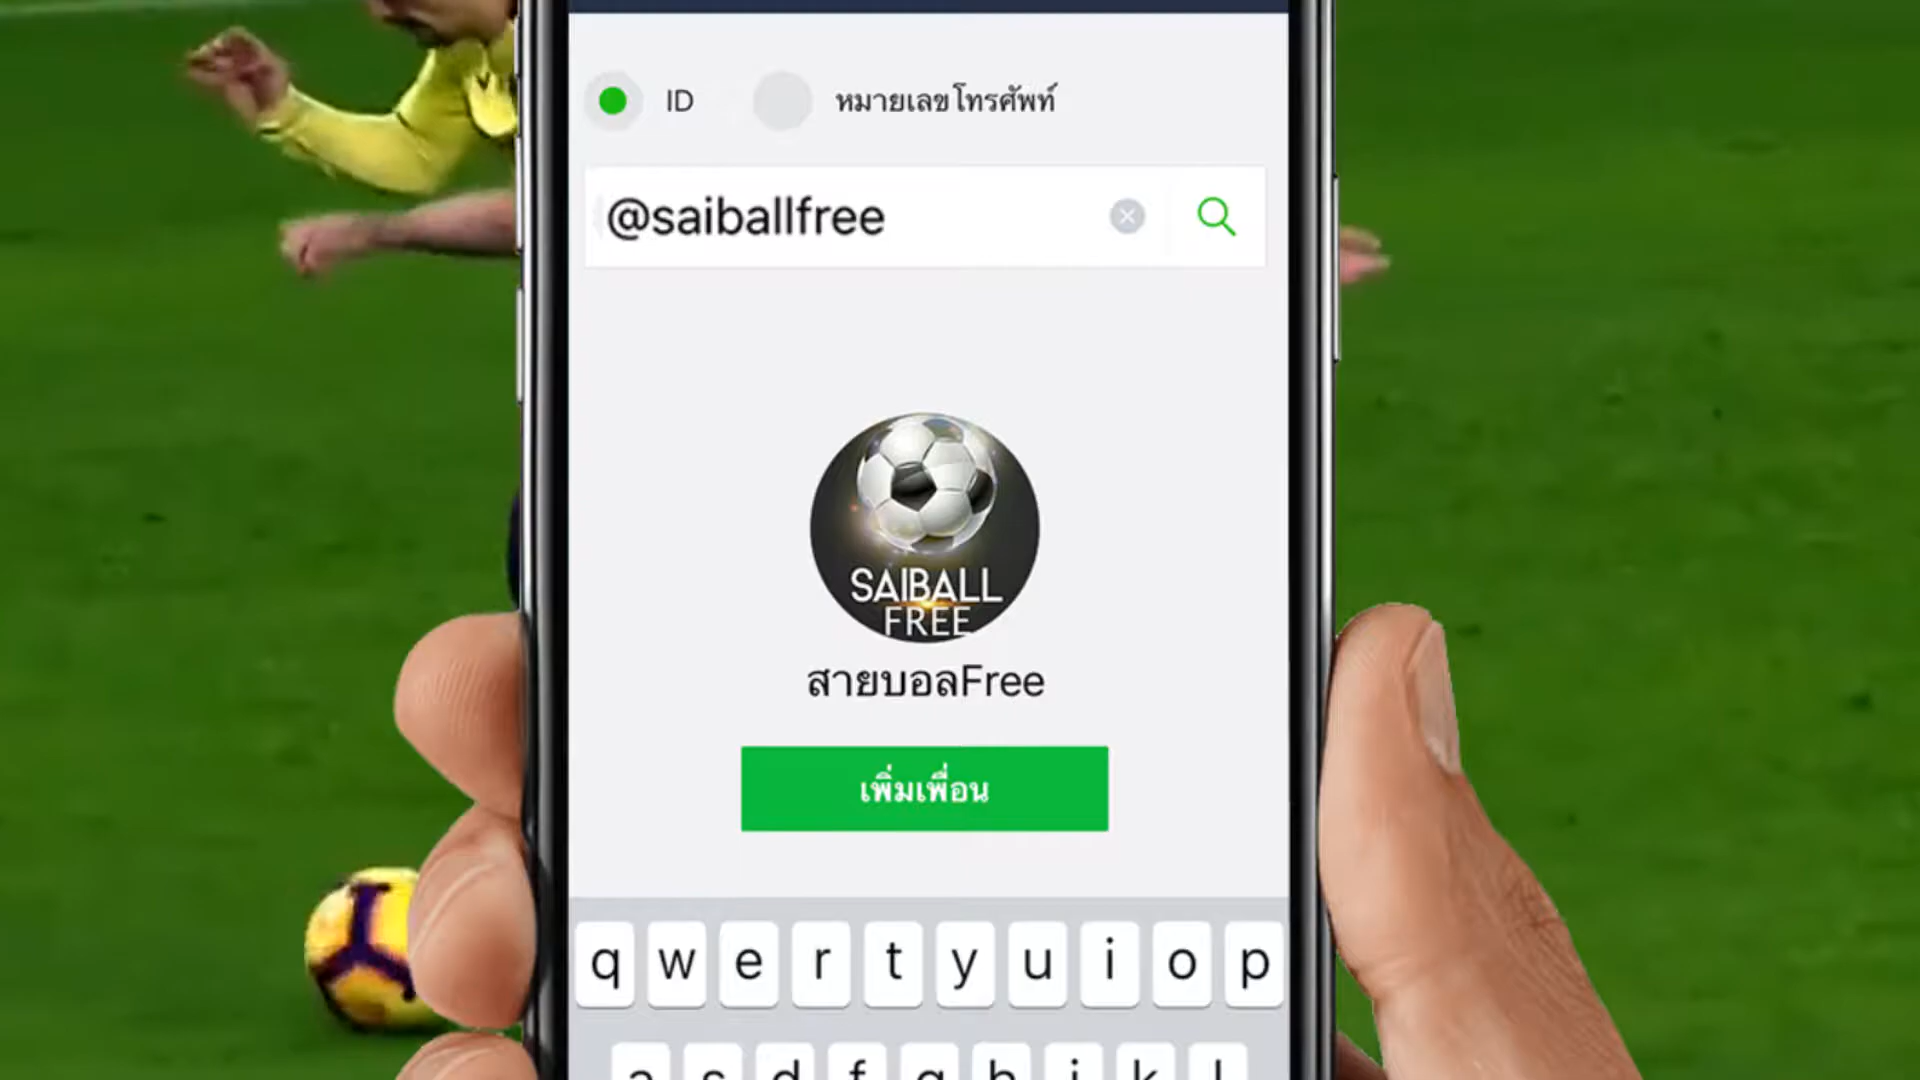 ID
หมายเลขโทรศัพท์
@saiballfree
SAIBALL
FREE
สายบอลFree
เพิ่มเพื่อน
q w e r t y u i o p
a s d f g h j k l